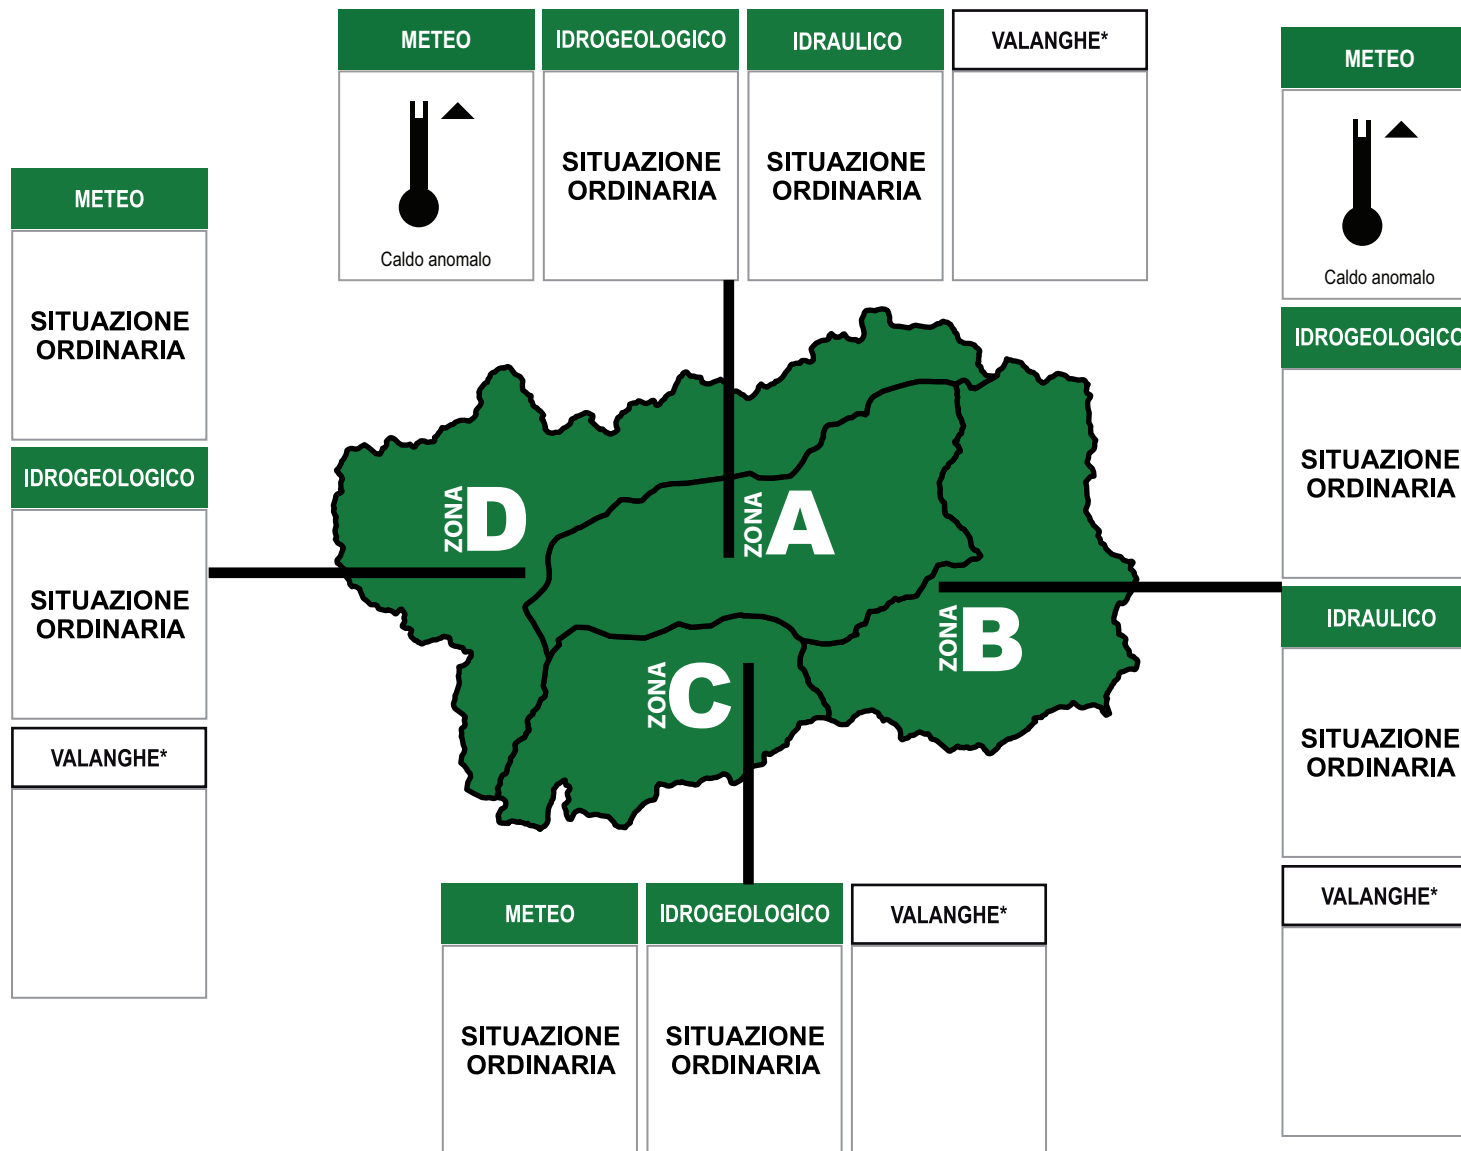 METEO
IDROGEOLOGICO
IDRAULICO
VALANGHE*
Caldo anomalo
SITUAZIONE
ORDINARIA
SITUAZIONE
ORDINARIA
METEO
SITUAZIONE
ORDINARIA
IDROGEOLOGICO
SITUAZIONE
ORDINARIA
VALANGHE*
ZONA D
ZONA A
ZONA B
ZONA C
METEO
Caldo anomalo
IDROGEOLOGICO
SITUAZIONE
ORDINARIA
IDRAULICO
SITUAZIONE
ORDINARIA
VALANGHE*
METEO
IDROGEOLOGICO
VALANGHE*
SITUAZIONE
ORDINARIA
SITUAZIONE
ORDINARIA